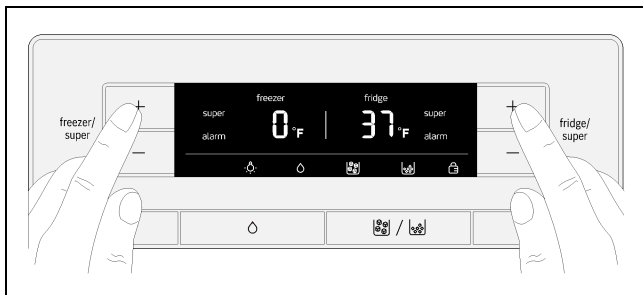 freezer/
super
+
−
freezer
super
alarm
0°F
fridge
37°F
super
alarm
+
−
fridge/
super
/